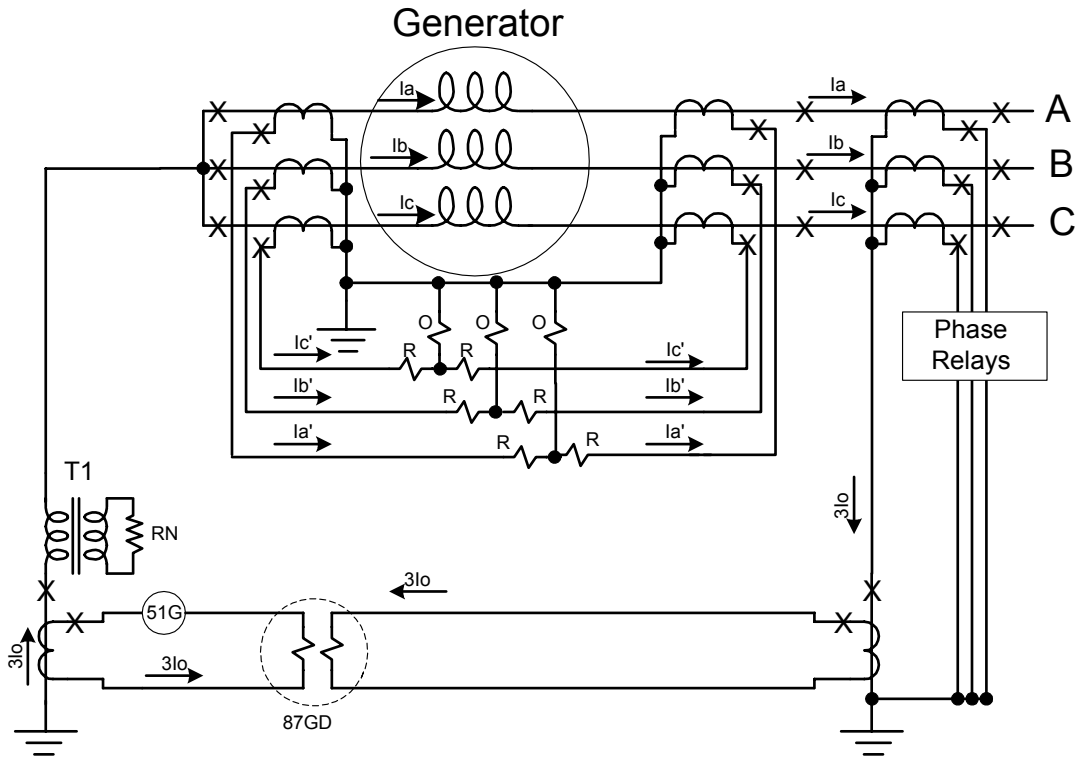 Generator
Ia
Ia
A
Ib
Ib
B
Ic
Ic
C
O
O
O
Phase
Relays
Ic'
R
R
Ic'
Ib'
R
R
Ib'
Ia'
R
R
Ia'
T1
RN
3Io
3Io
51G
3Io
3Io
87GD